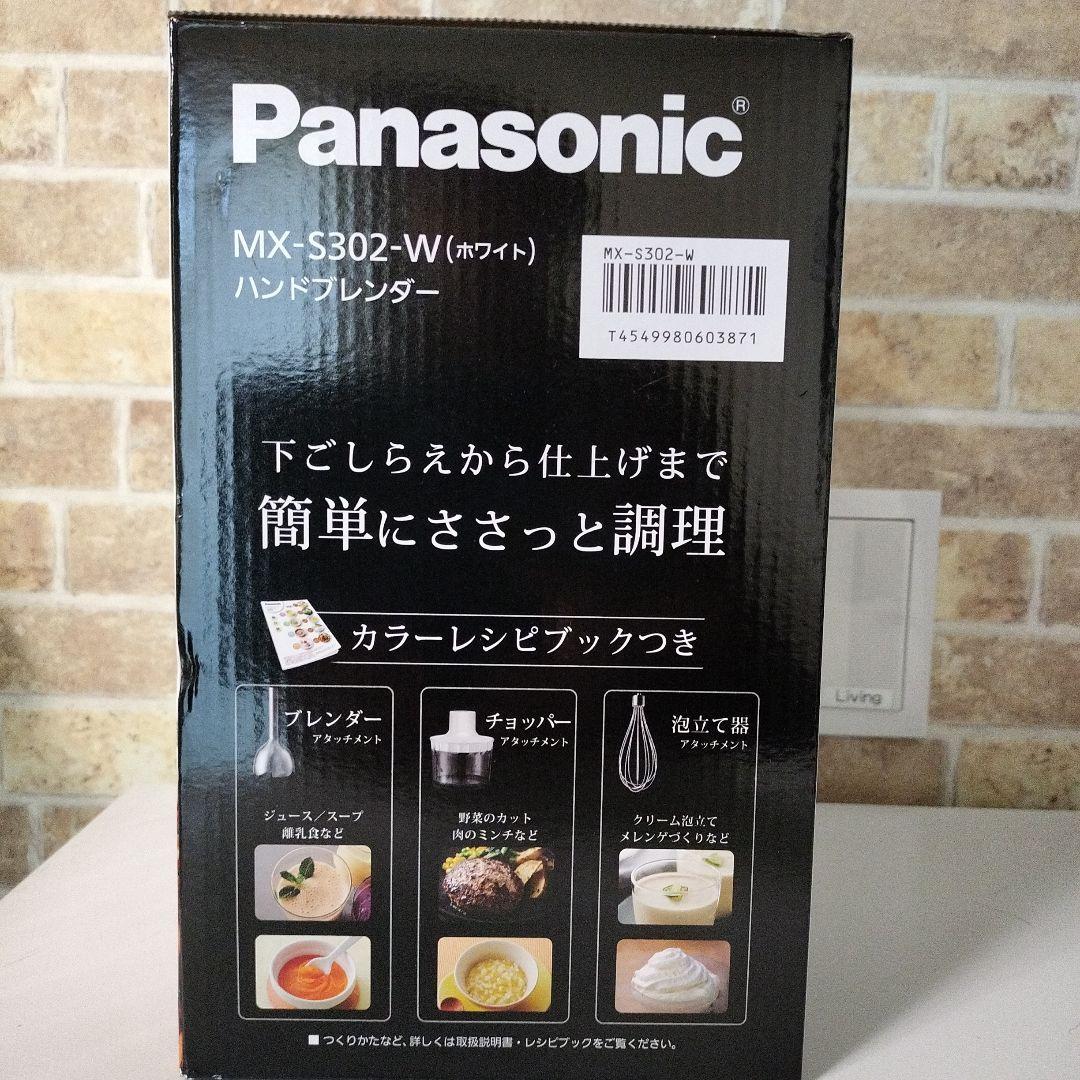 Panasonic®
MX-S302-W(ホワイト)
ハンドブレンダー
MX-S302-W
T4549980603871
下ごしらえから仕上げまで
簡単にささっと調理
カラーレシピブックつき
ブレンダー
アタッチメント
ジュース/スープ
離乳食など
チョッパー
アタッチメント
野菜のカット
肉のミンチなど
泡立て器
アタッチメント
クリーム泡立て
メレンゲづくりなど
■つくりかたなど、詳しくは取扱説明書・レシピブックをご覧ください。
Living